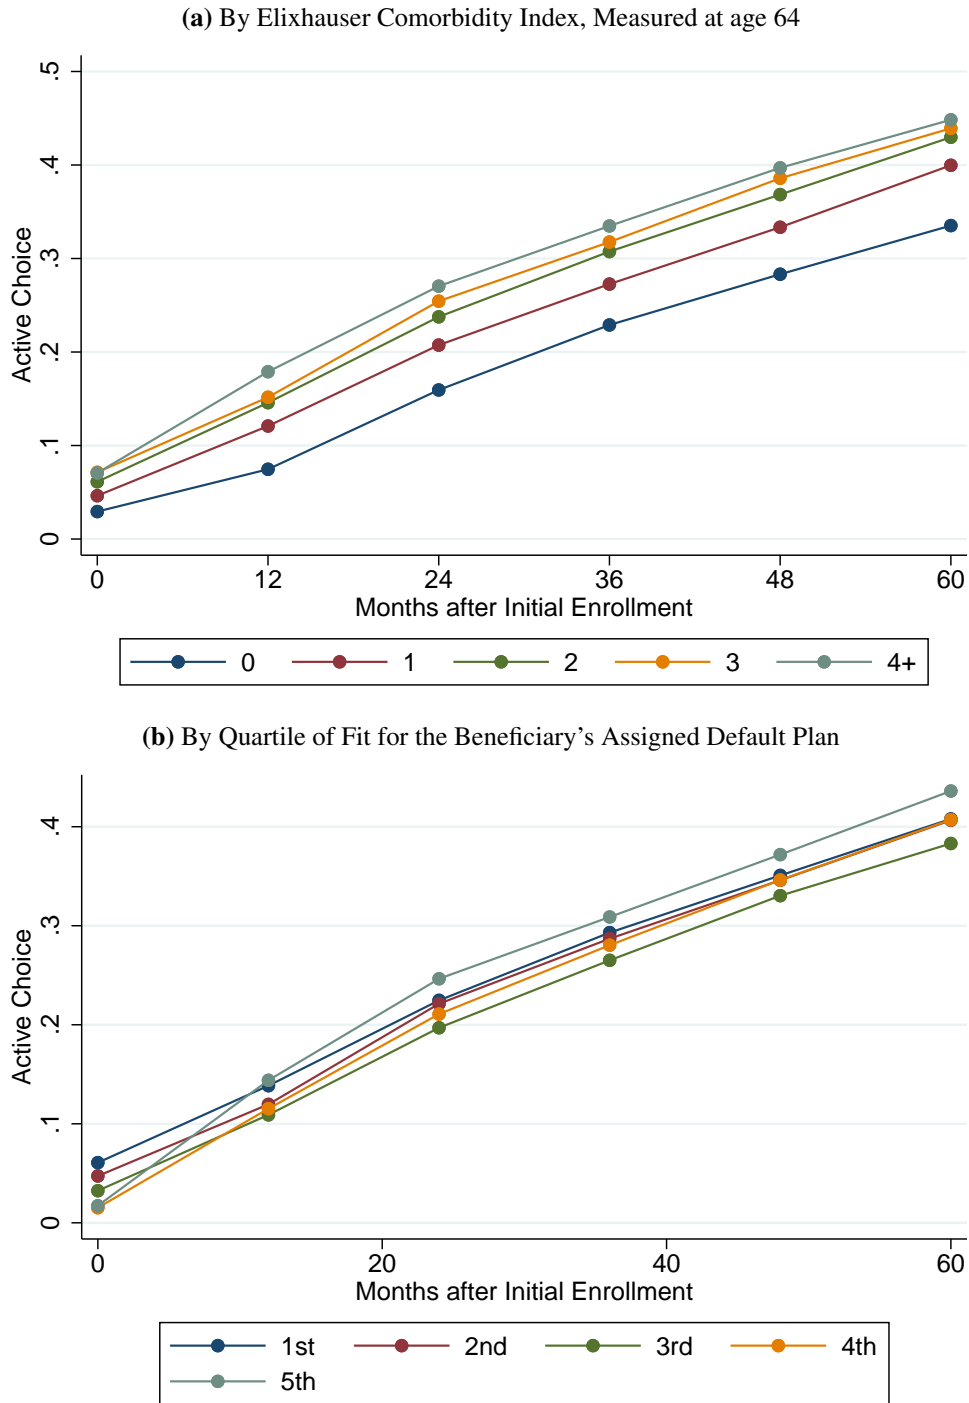 (a) By Elixhauser Comorbidity Index, Measured at age 64
.5
.4
.3
.2
.1
0
Active Choice
0 12 24 36 48 60
Months after Initial Enrollment
0 1 2 3 4+
(b) By Quartile of Fit for the Beneficiary's Assigned Default Plan
.4
.3
.2
.1
0
Active Choice
0 20 40 60
Months after Initial Enrollment
1st 2nd 3rd 4th
5th